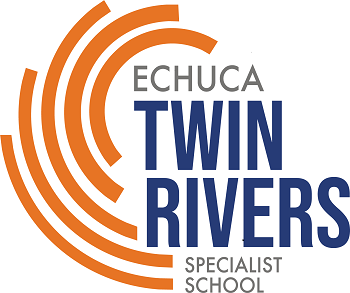 ECHUCA
TWIN
RIVERS
SPECIALIST
SCHOOL